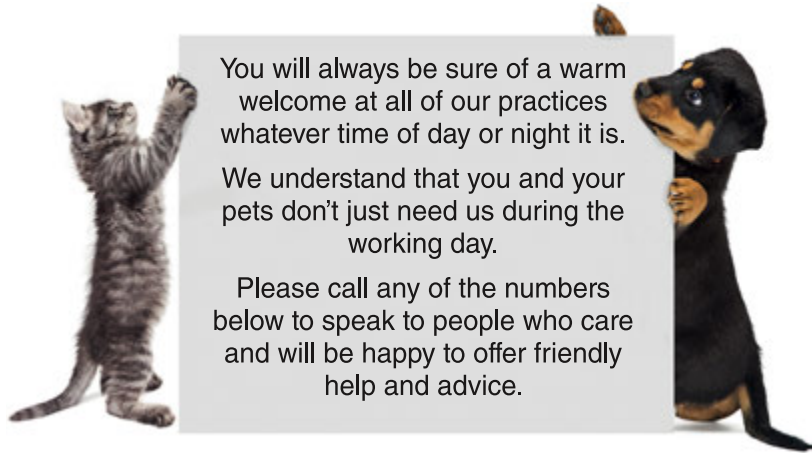 You will always be sure of a warm
welcome at all of our practices
whatever time of day or night it is.
We understand that you and your
pets don’t just need us during the
working day.
Please call any of the numbers
below to speak to people who care
and will be happy to offer friendly
help and advice.